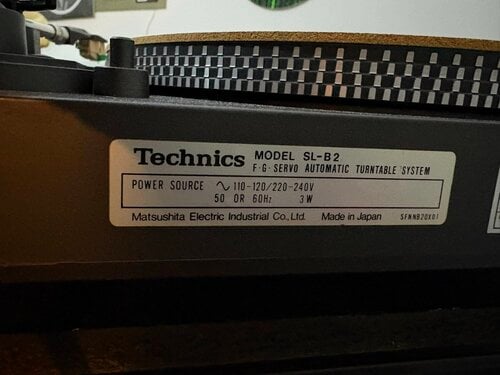 Technics MODEL SL-B2
F·G·SERVO AUTOMATIC TURNTABLE SYSTEM
POWER SOURCE ∿ 110-120/220-240V
50 OR 60Hz 3W
Matsushita Electric Industrial Co., Ltd. Made in Japan SFNNB20X01